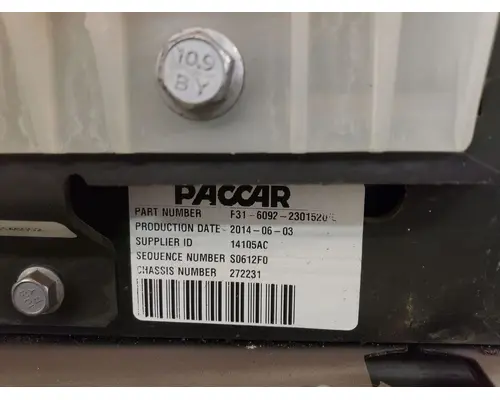 10.9
BY
PACCAR
PART NUMBER F31-6092-2301520
PRODUCTION DATE - 2014-06-03
SUPPLIER ID 14105AC
SEQUENCE NUMBER S0612F0
CHASSIS NUMBER 272231